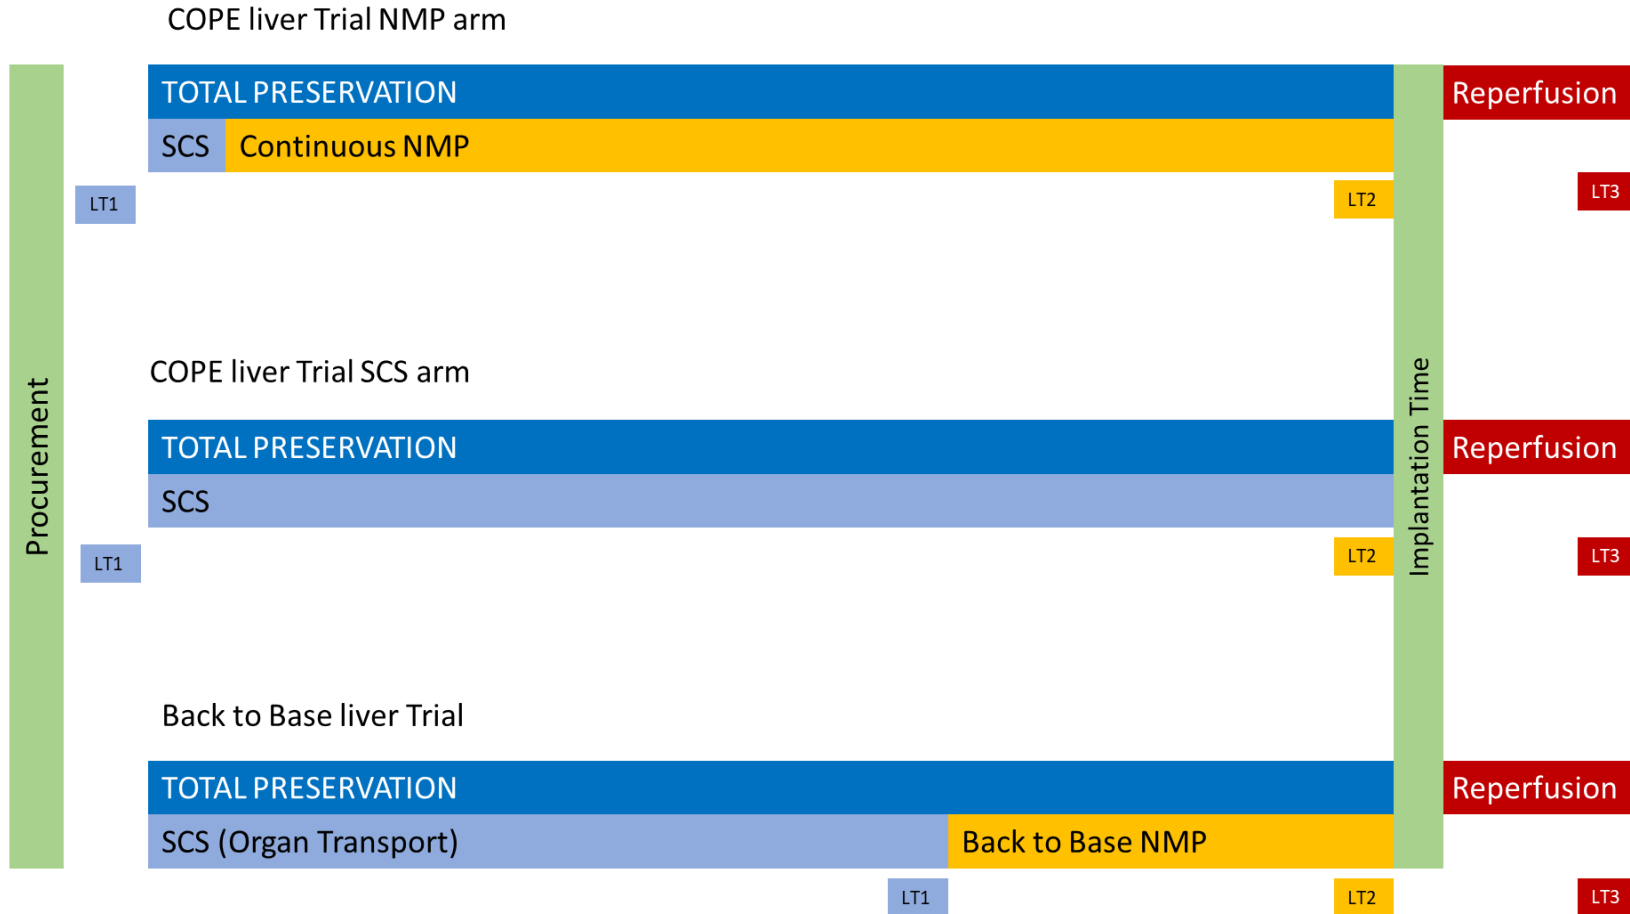 COPE liver Trial NMP arm
TOTAL PRESERVATION
Reperfusion
SCS
Continuous NMP
LT1
LT2
LT3
Procurement
Implantation Time
COPE liver Trial SCS arm
TOTAL PRESERVATION
Reperfusion
SCS
LT1
LT2
LT3
Back to Base liver Trial
TOTAL PRESERVATION
Reperfusion
SCS (Organ Transport)
Back to Base NMP
LT1
LT2
LT3